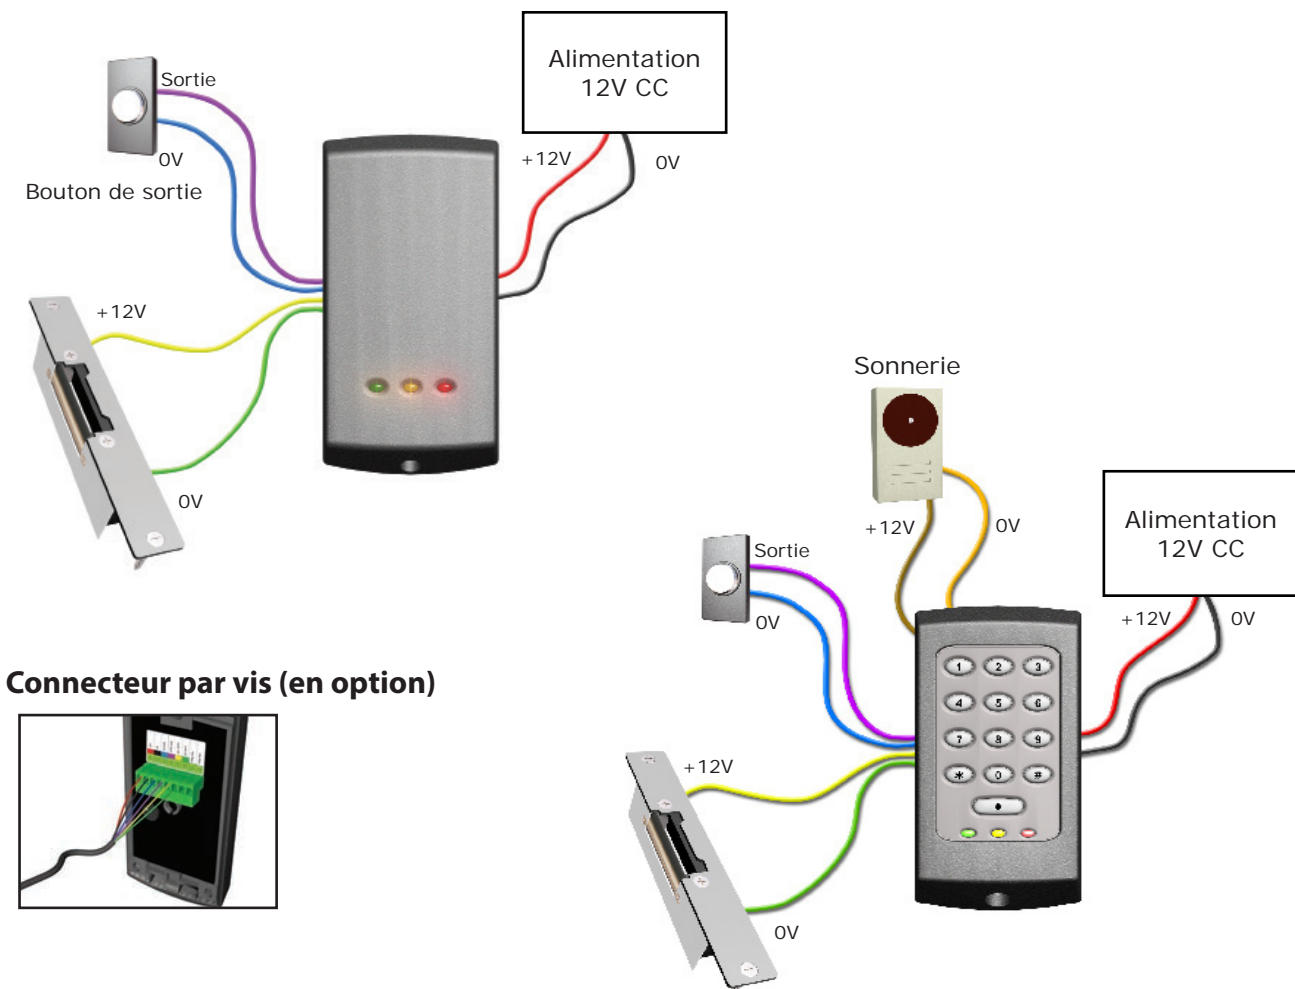 Alimentation
12V CC
Sortie
0V
Bouton de sortie
+12V
0V
+12V
0V
Sonnerie
+12V
0V
Alimentation
12V CC
Sortie
0V
+12V
0V
1 2 3
4 5 6
7 8 9
* 0 #
+12V
0V
Connecteur par vis (en option)